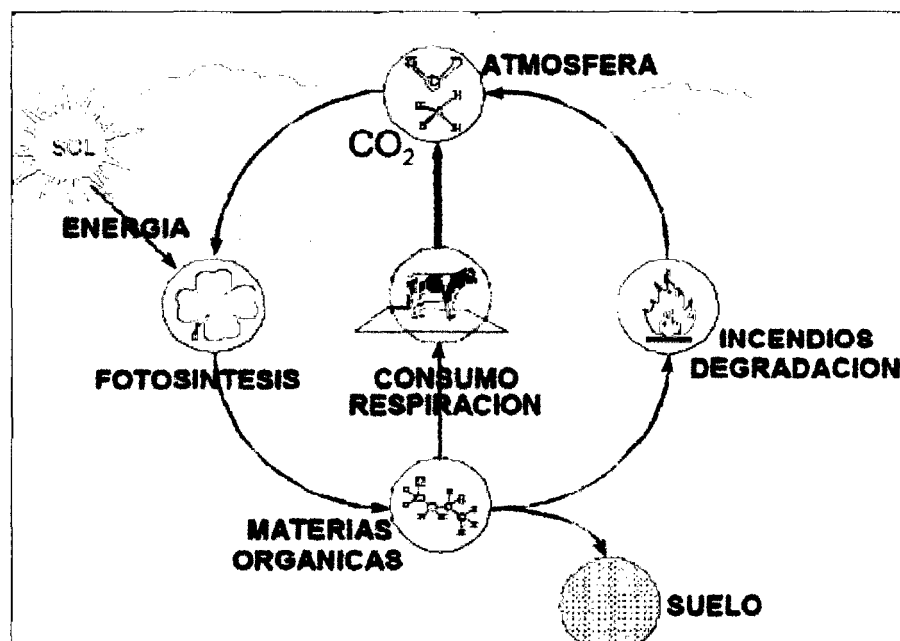 ATMOSFERA
SOL
CO₂
ENERGIA
FOTOSINTESIS
CONSUMO
RESPIRACION
INCENDIOS
DEGRADACION
MATERIAS
ORGANICAS
SUELO